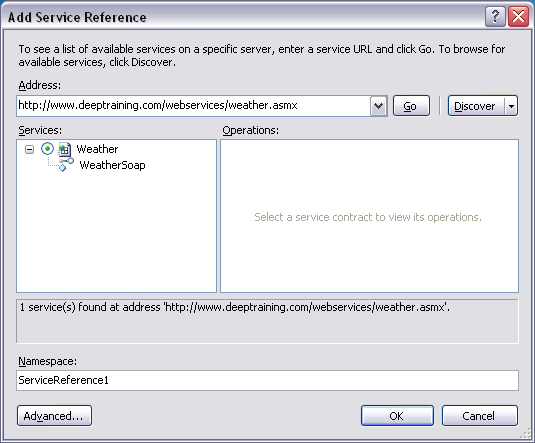 Add Service Reference
To see a list of available services on a specific server, enter a service URL and click Go. To browse for
available services, click Discover.
Address:
http://www.deeptraining.com/webservices/weather.asmx
Go
Discover
Services:
Operations:
Weather
WeatherSoap
Select a service contract to view its operations.
1 service(s) found at address 'http://www.deeptraining.com/webservices/weather.asmx'.
Namespace:
ServiceReference1
Advanced...
OK
Cancel